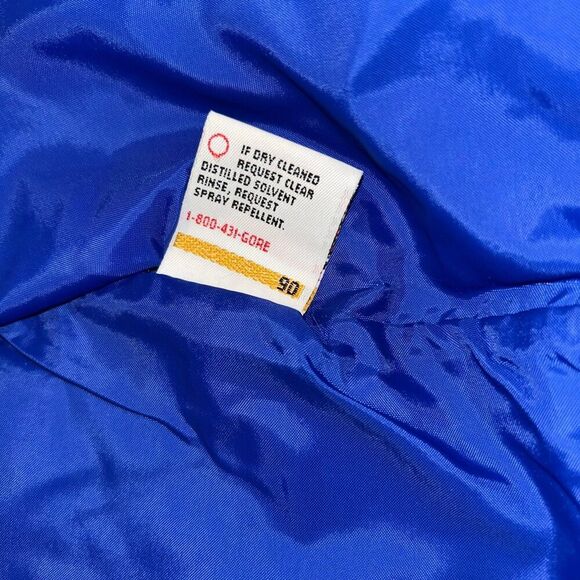 IF DRY CLEANED
REQUEST CLEAR
DISTILLED SOLVENT
RINSE, REQUEST
SPRAY REPELLENT.
1-800-431-GORE
90